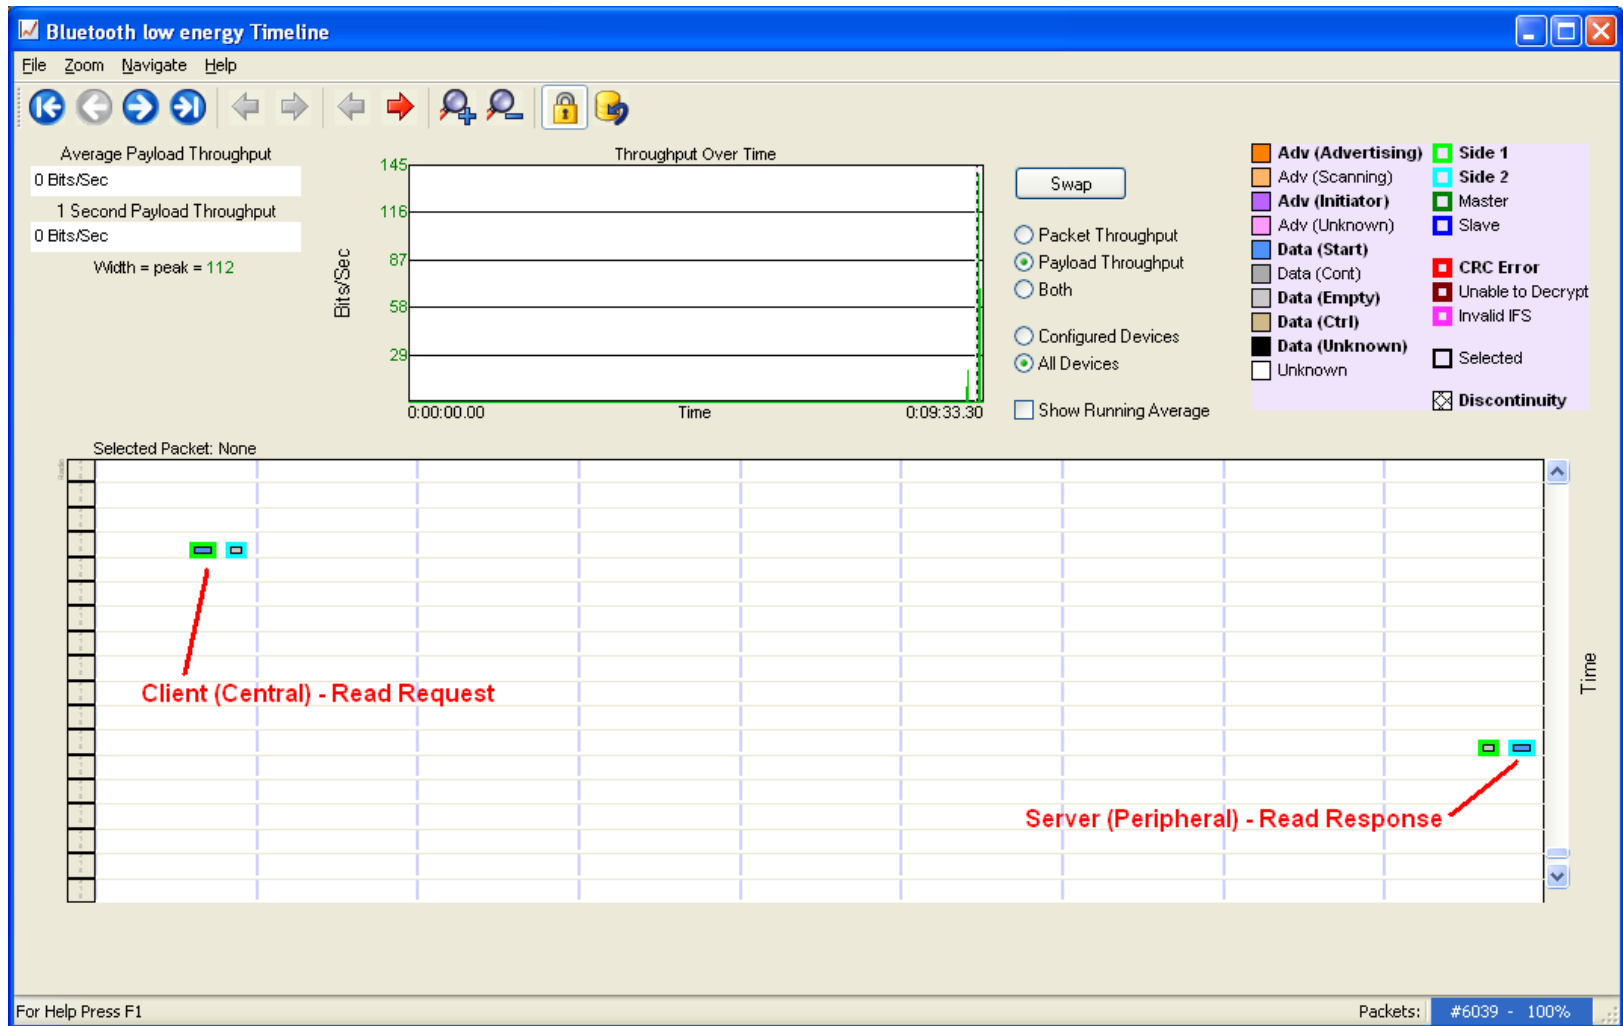 Bluetooth low energy Timeline
File Zoom Navigate Help
Average Payload Throughput
0 Bits/Sec
1 Second Payload Throughput
0 Bits/Sec
Width = peak = 112
Throughput Over Time
Bits/Sec
145
116
87
58
29
0:00:00.00
Time
0:09:33.30
Swap
Packet Throughput
Payload Throughput
Both
Configured Devices
All Devices
Show Running Average
Adv (Advertising)
Adv (Scanning)
Adv (Initiator)
Adv (Unknown)
Data (Start)
Data (Cont)
Data (Empty)
Data (Ctrl)
Data (Unknown)
Unknown
Side 1
Side 2
Master
Slave
CRC Error
Unable to Decrypt
Invalid IFS
Selected
Discontinuity
Selected Packet: None
Radio
Client (Central) - Read Request
Server (Peripheral) - Read Response
Time
For Help Press F1
Packets:
#6039 - 100%